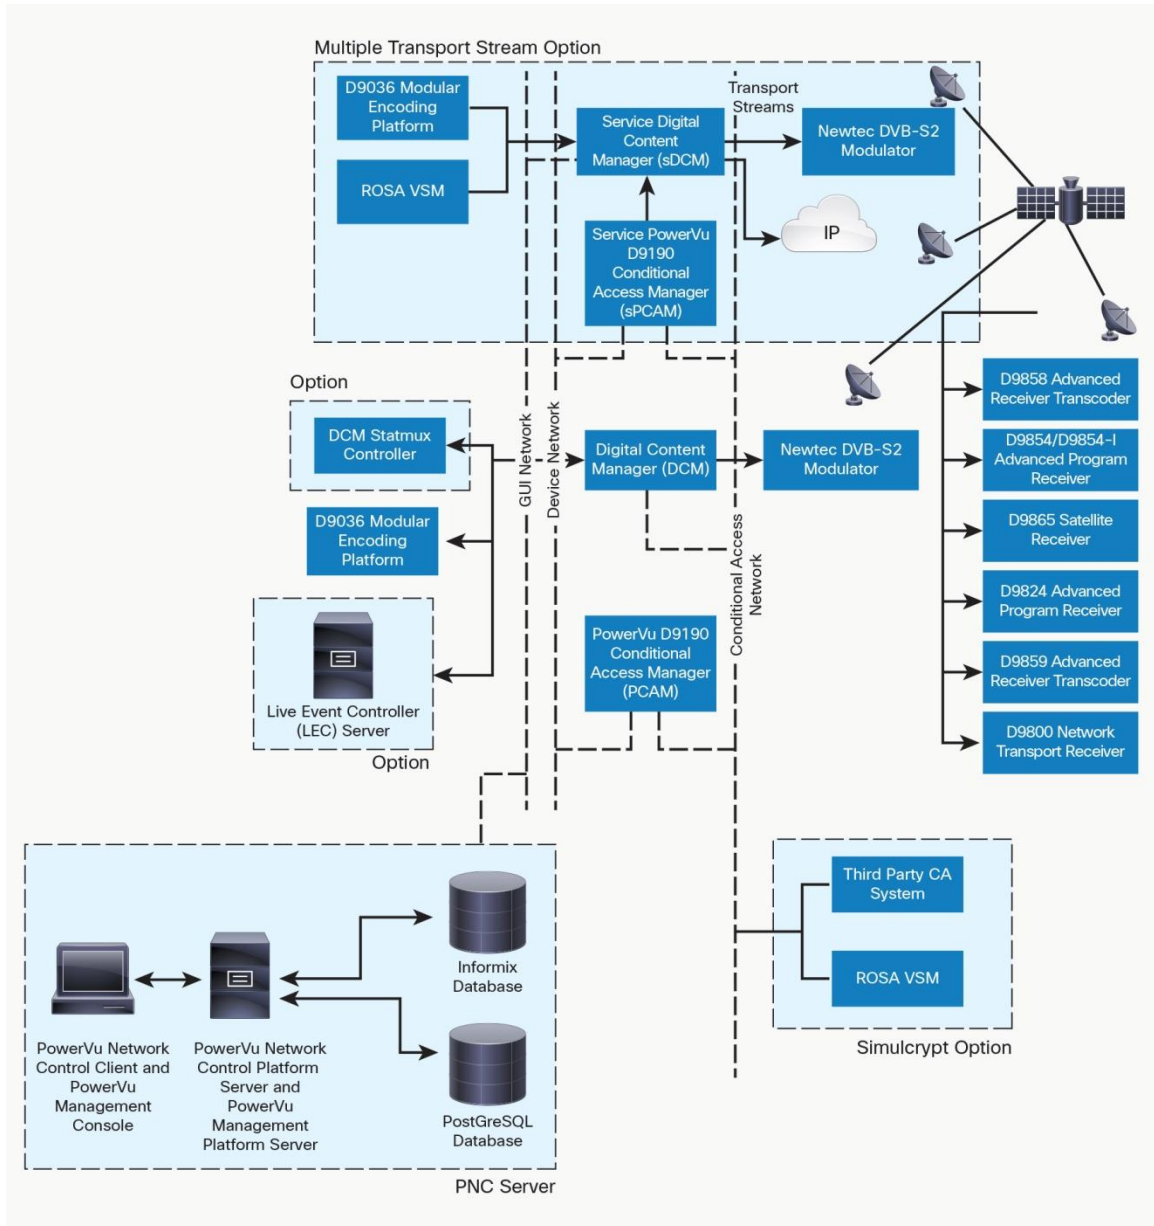 Multiple Transport Stream Option
D9036 Modular
Encoding
Platform
ROSA VSM
Service Digital
Content
Manager (sDCM)
Transport
Streams
Newtec DVB-S2
Modulator
IP
Service PowerVu
D9190
Conditional
Access Manager
(sPCAM)
Option
DCM Statmux
Controller
D9036 Modular
Encoding
Platform
Live Event Controller
(LEC) Server
Option
GUI Network
Device Network
Digital Content
Manager (DCM)
Newtec DVB-S2
Modulator
Conditional Access
Network
PowerVu D9190
Conditional
Access Manager
(PCAM)
D9858 Advanced
Receiver Transcoder
D9854/D9854-I
Advanced Program
Receiver
D9865 Satellite
Receiver
D9824 Advanced
Program Receiver
D9859 Advanced
Receiver Transcoder
D9800 Network
Transport Receiver
Informix
Database
PowerVu Network
Control Client and
PowerVu
Management
Console
PowerVu Network
Control Platform
Server and
PowerVu
Management
Platform Server
PostGreSQL
Database
PNC Server
Third Party CA
System
ROSA VSM
Simulcrypt Option